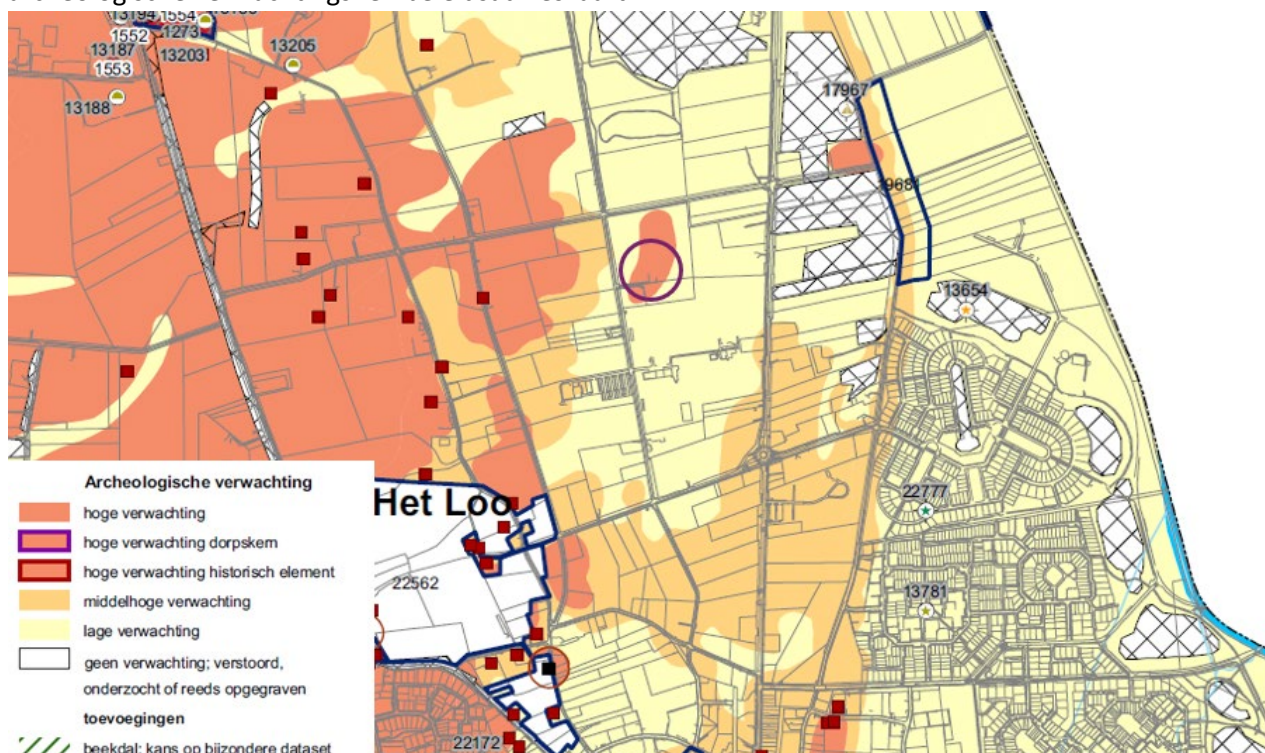 13194 1554
1552
1273
13187
13203
1553
13188
13205
17967
19681
13654
22777
13781
Het Loo
22562
22172
Archeologische verwachting
hoge verwachting
hoge verwachting dorpskern
hoge verwachting historisch element
middelhoge verwachting
lage verwachting
geen verwachting; verstoord,
onderzocht of reeds opgegraven
toevoegingen
beekdal; kans op bijzondere dataset